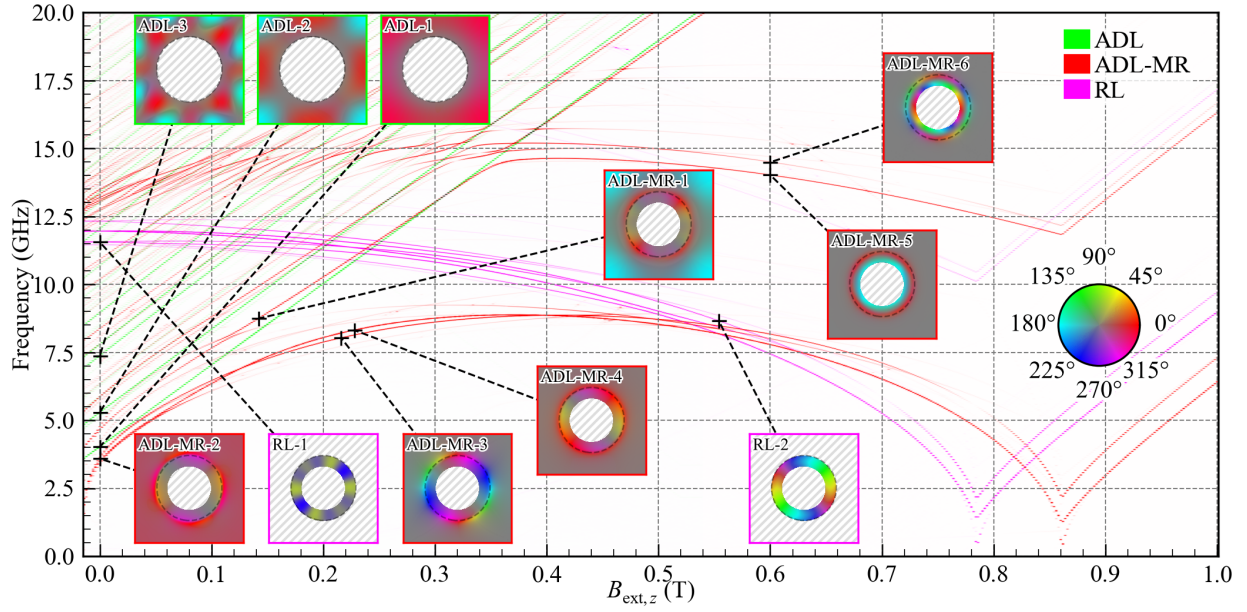 20.0
17.5
15.0
12.5
10.0
7.5
5.0
2.5
0.0
Frequency (GHz)
0.0 0.1 0.2 0.3 0.4 0.5 0.6 0.7 0.8 0.9 1.0
B_ext, z (T)
ADL-3
ADL-2
ADL-1
ADL-MR-6
ADL
ADL-MR
RL
ADL-MR-1
ADL-MR-5
90°
135° 45°
180° 0°
225° 315°
270°
ADL-MR-4
ADL-MR-2
RL-1
ADL-MR-3
RL-2